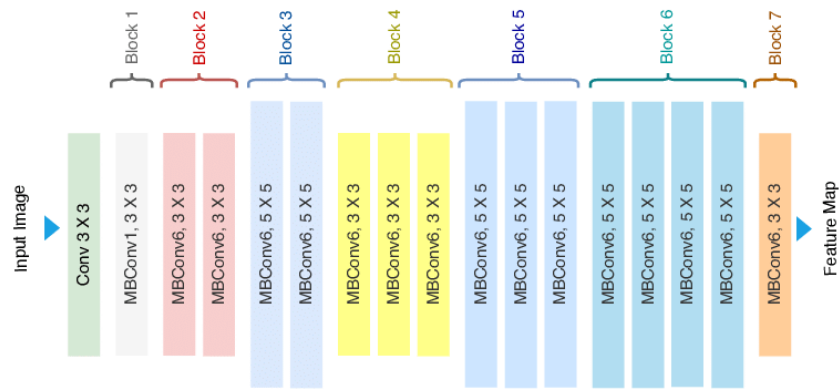 Block 1
Block 2
Block 3
Block 4
Block 5
Block 6
Block 7
Input Image
Conv 3 X 3
MBConv1, 3 X 3
MBConv6, 3 X 3
MBConv6, 3 X 3
MBConv6, 5 X 5
MBConv6, 5 X 5
MBConv6, 3 X 3
MBConv6, 3 X 3
MBConv6, 3 X 3
MBConv6, 5 X 5
MBConv6, 5 X 5
MBConv6, 5 X 5
MBConv6, 5 X 5
MBConv6, 5 X 5
MBConv6, 5 X 5
MBConv6, 5 X 5
MBConv6, 3 X 3
Feature Map